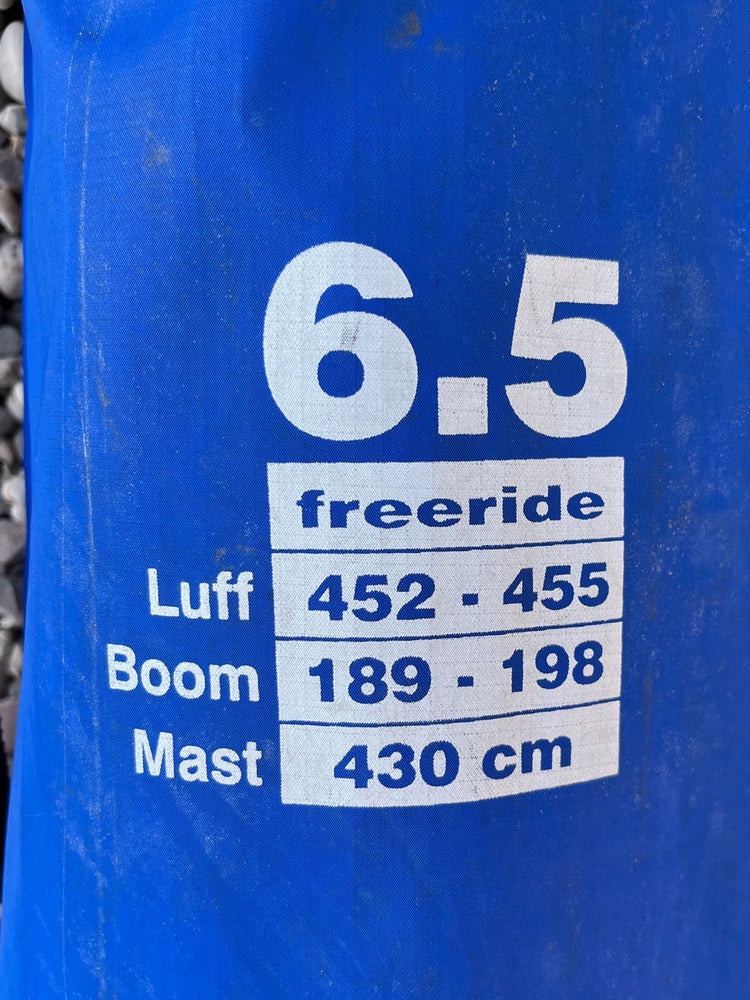 6.5
freeride
Luff 452 - 455
Boom 189 - 198
Mast 430 cm